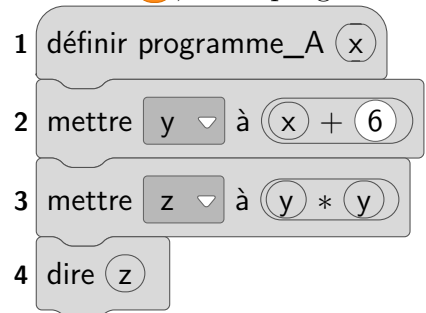 1 définir programme_A x
2 mettre y à x + 6
3 mettre z à y * y
4 dire z